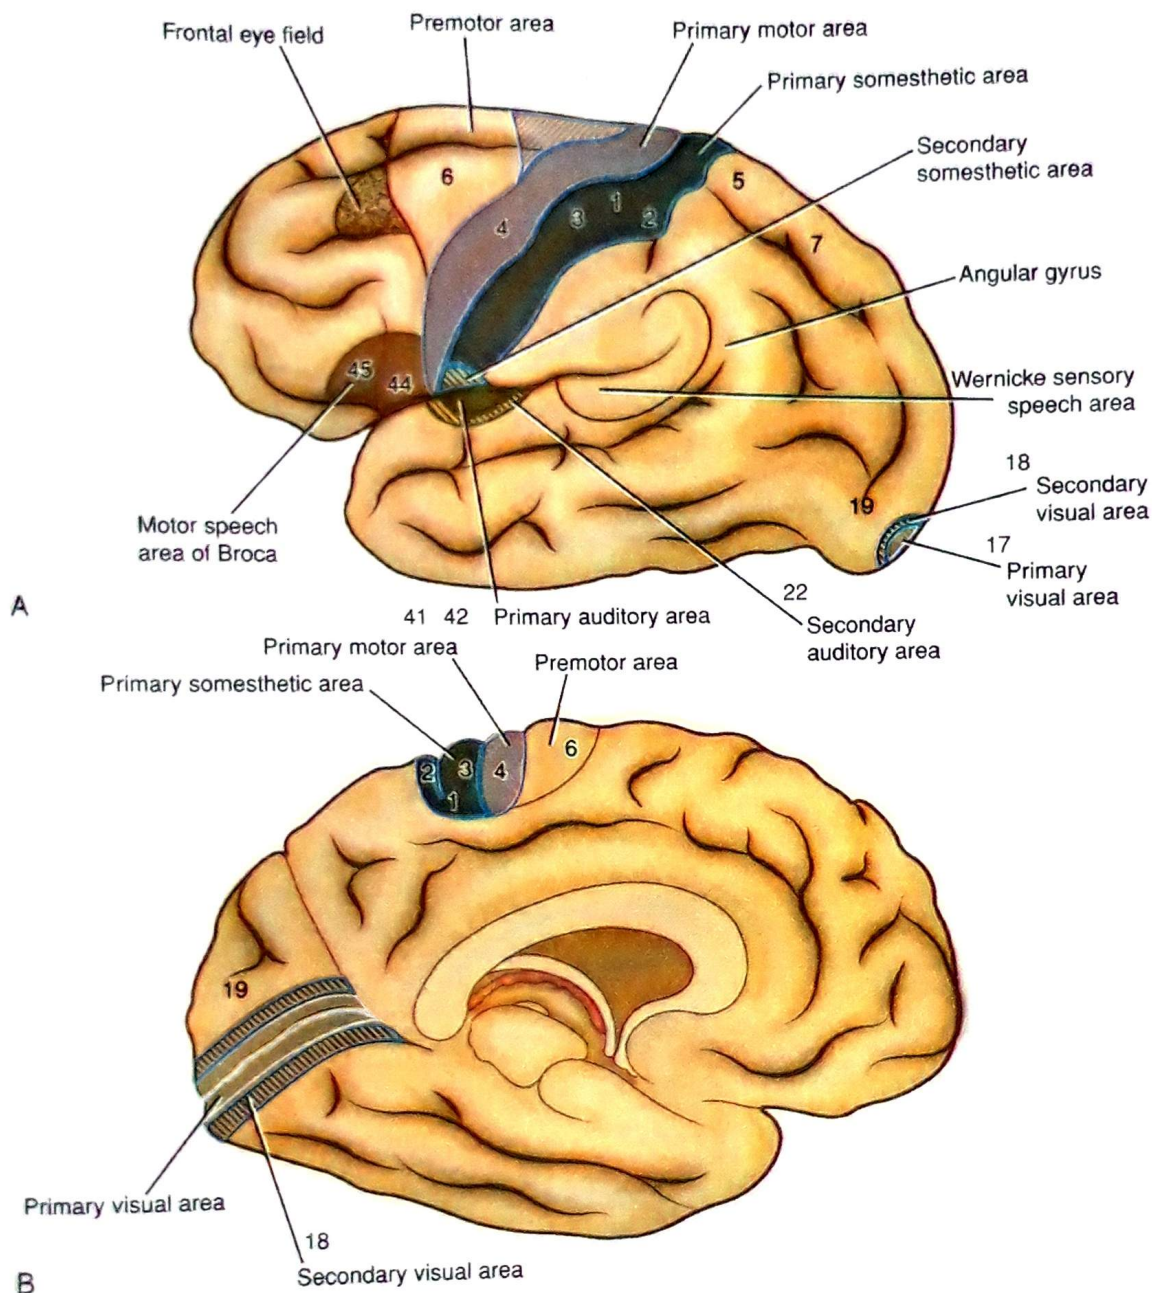 Frontal eye field
Premotor area
Primary motor area
Primary somesthetic area
Secondary
somesthetic area
6
5
1
3
2
4
7
Angular gyrus
45
44
Wernicke sensory
speech area
18
Secondary
visual area
19
Motor speech
area of Broca
17
Primary
visual area
22
A
41 42 Primary auditory area
Secondary
auditory area
Primary motor area
Premotor area
Primary somesthetic area
6
2
3
4
1
19
Primary visual area
18
Secondary visual area
B